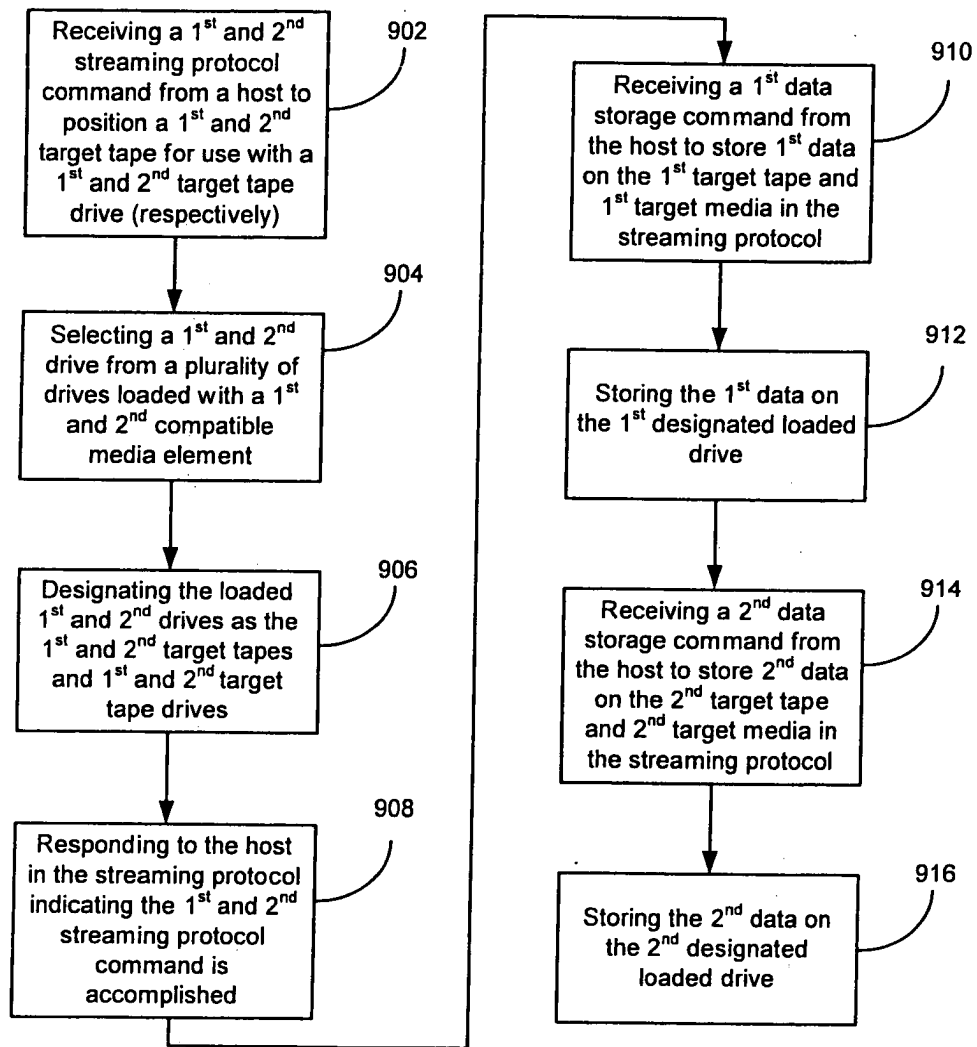 Receiving a 1st and 2nd
streaming protocol
command from a host to
position a 1st and 2nd
target tape for use with a
1st and 2nd target tape
drive (respectively)
902
904
Selecting a 1st and 2nd
drive from a plurality of
drives loaded with a 1st
and 2nd compatible
media element
906
Designating the loaded
1st and 2nd drives as the
1st and 2nd target tapes
and 1st and 2nd target
tape drives
908
Responding to the host
in the streaming protocol
indicating the 1st and 2nd
streaming protocol
command is
accomplished
910
Receiving a 1st data
storage command from
the host to store 1st data
on the 1st target tape and
1st target media in the
streaming protocol
912
Storing the 1st data on
the 1st designated loaded
drive
914
Receiving a 2nd data
storage command from
the host to store 2nd data
on the 2nd target tape
and 2nd target media in
the streaming protocol
916
Storing the 2nd data on
the 2nd designated
loaded drive